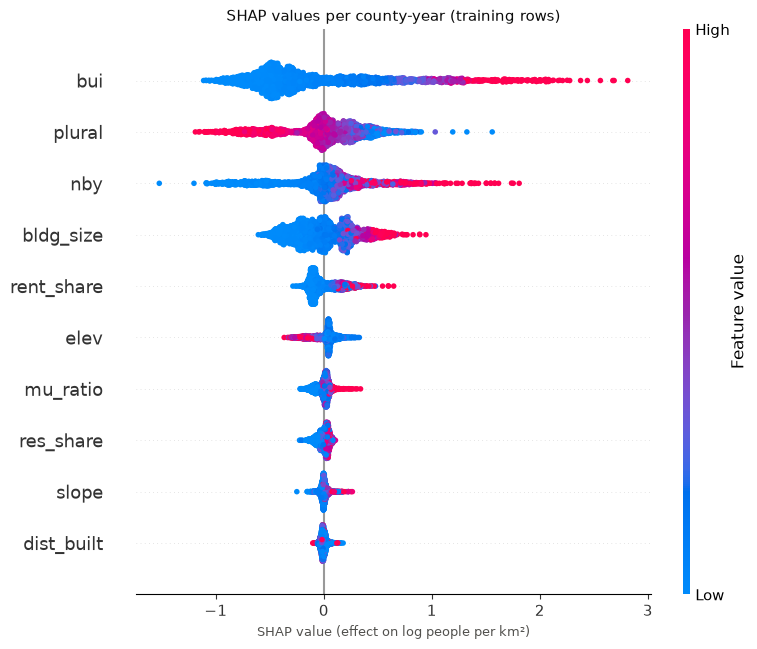 SHAP values per county-year (training rows)
High
bui
plural
nby
bldg_size
rent_share
elev
mu_ratio
res_share
slope
dist_built
Feature value
Low
−1 0 1 2 3
SHAP value (effect on log people per km²)